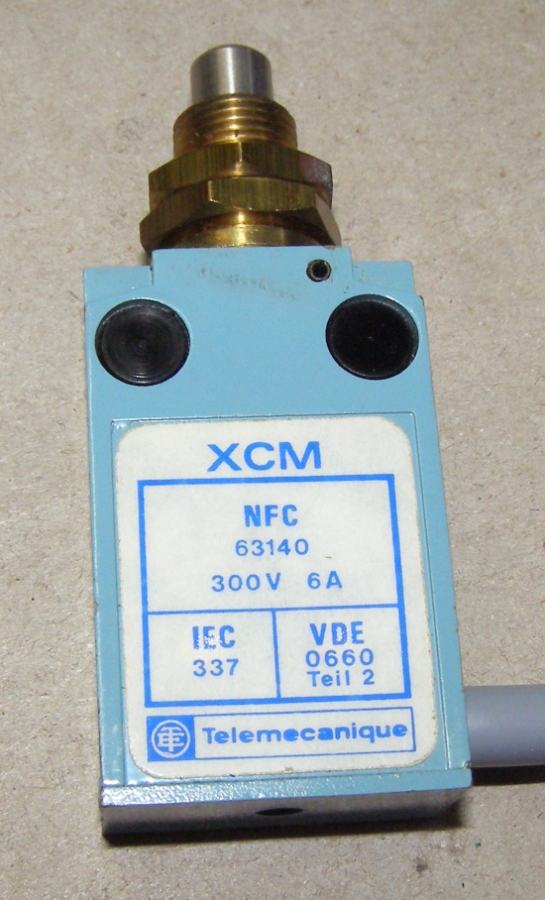 XCM
NFC
63140
300V 6A
IEC
337
VDE
0660
Teil 2
Telemecanique